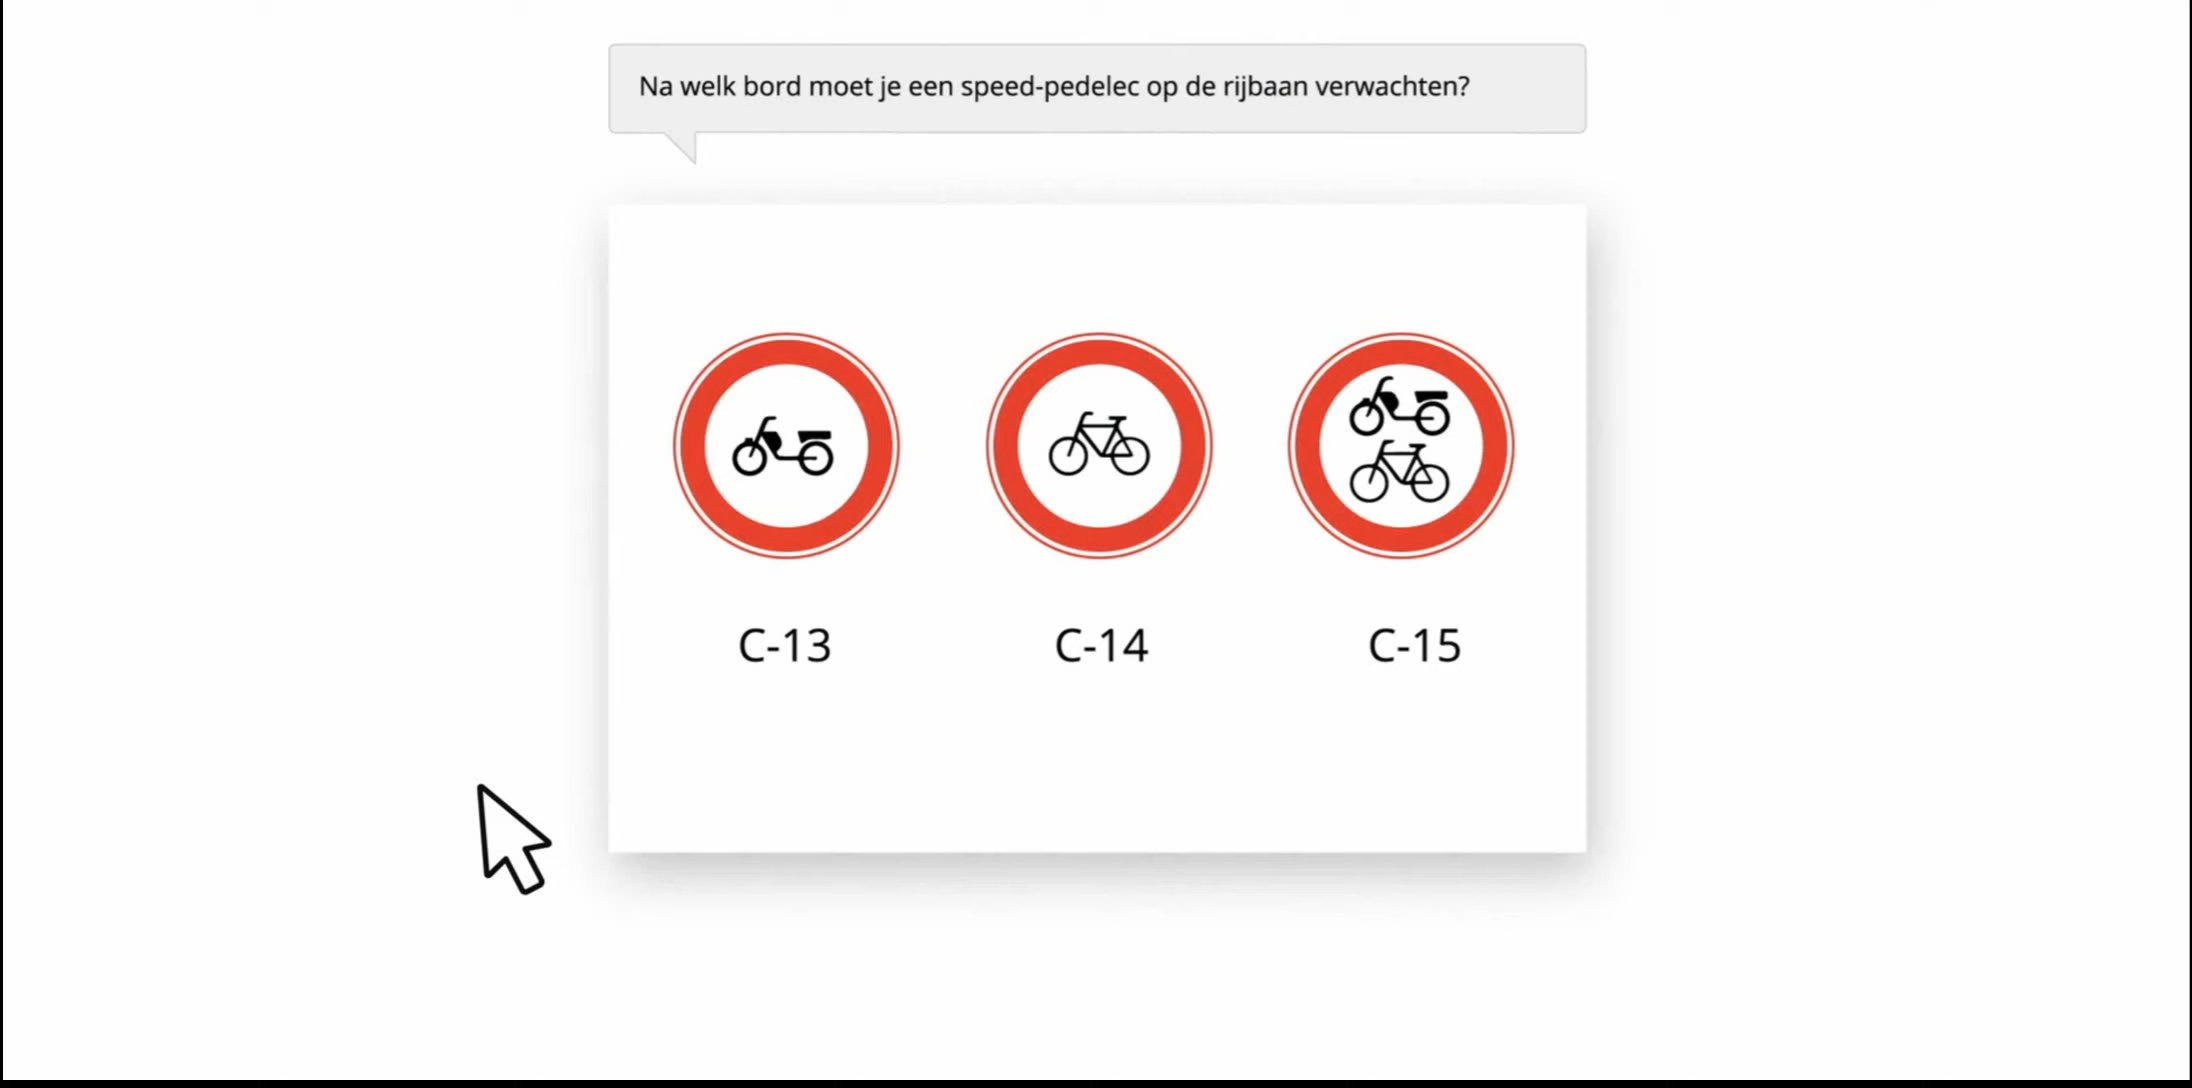 Na welk bord moet je een speed-pedelec op de rijbaan verwachten?
C-13
C-14
C-15